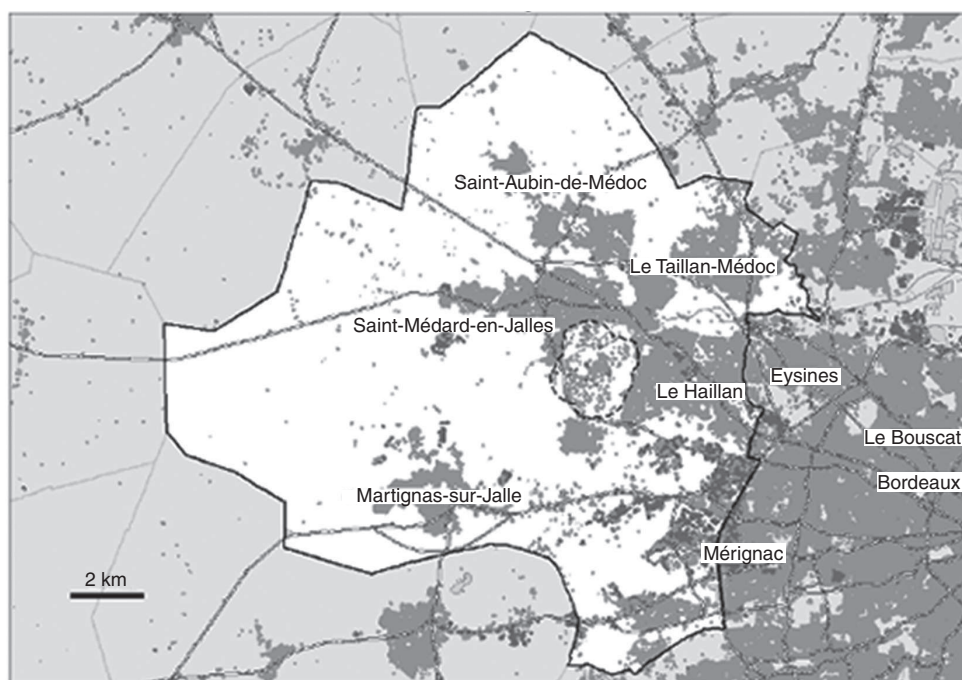 Saint-Aubin-de-Médoc
Le Taillan-Médoc
Saint-Médard-en-Jalles
Eysines
Le Haillan
Le Bouscat
Bordeaux
Martignas-sur-Jalle
Mérignac
2 km